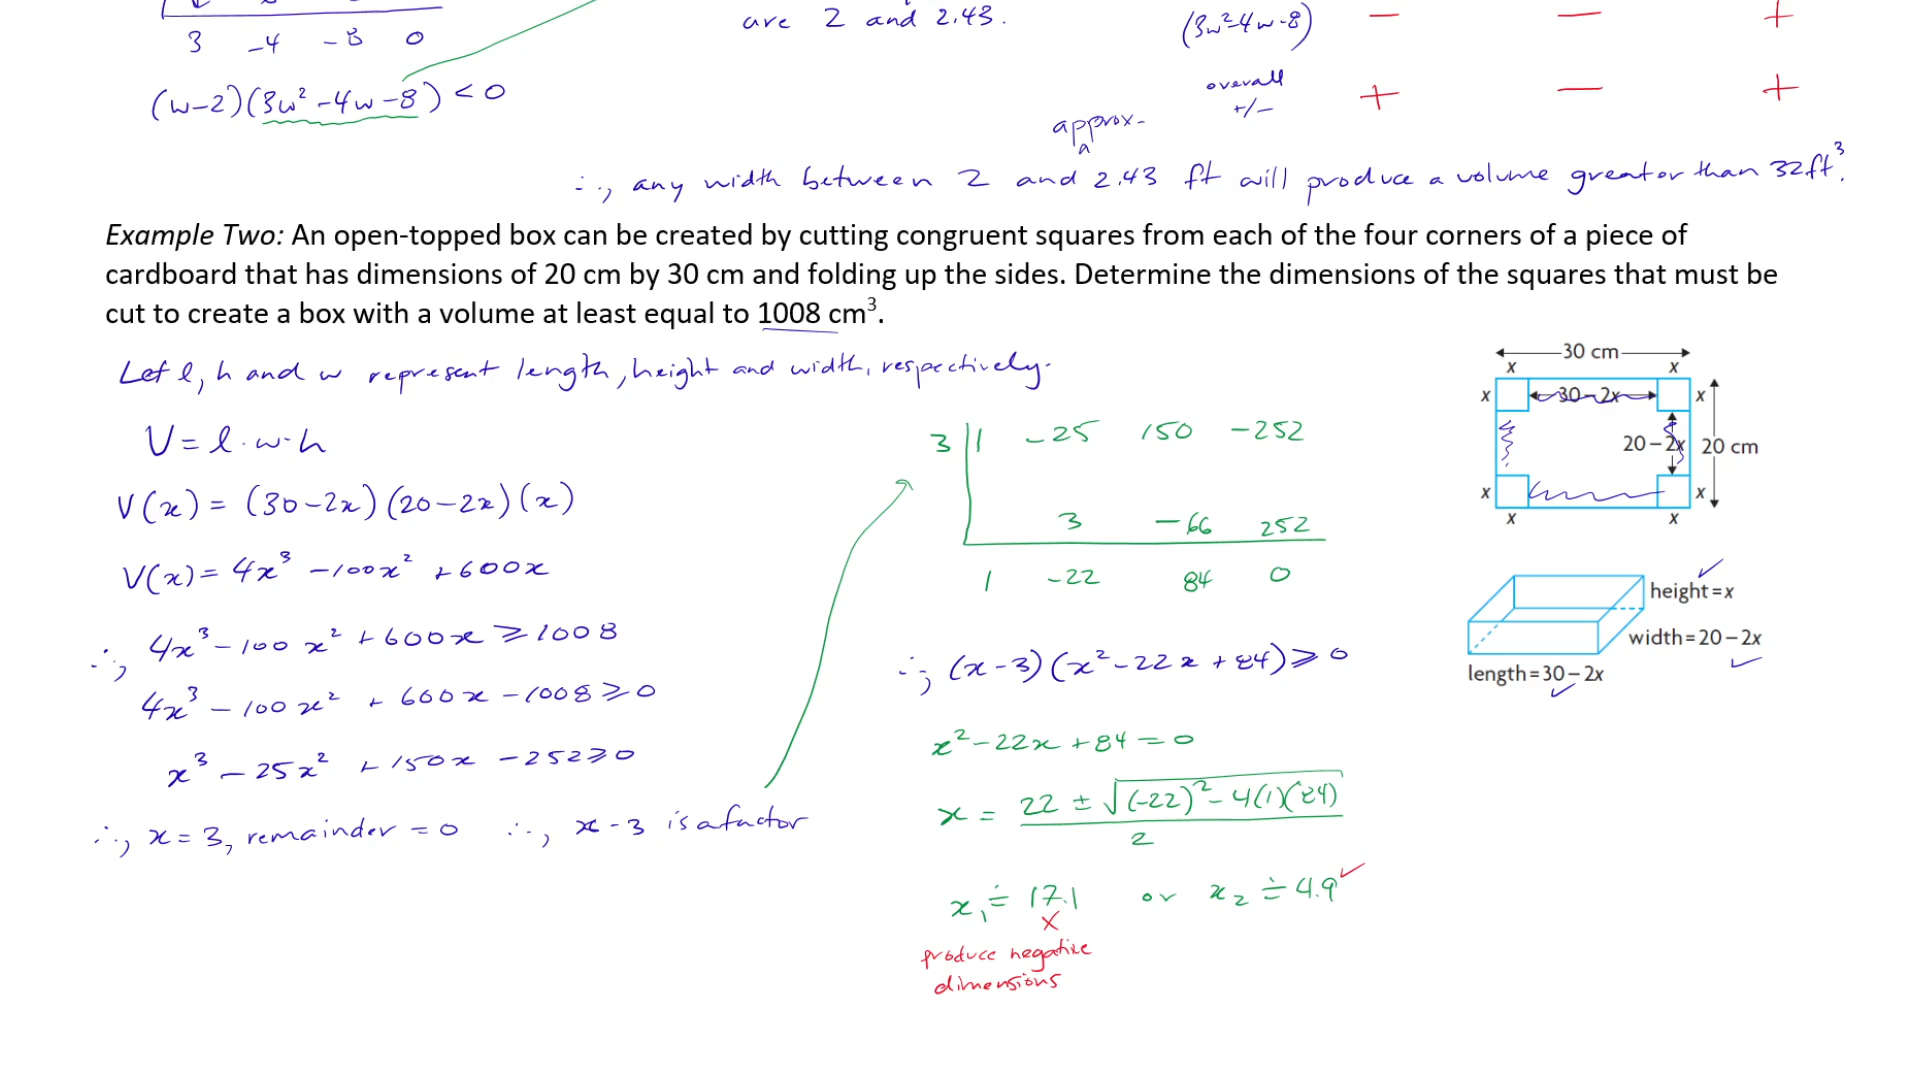 3 -4 -8 0
are 2 and 2.43.
(3w²-4w-8) − − +
(w-2)(3w²-4w-8) < 0
overall +/- + − +
approx.
∴, any width between 2 and 2.43 ft will produce a volume greater than 32ft³.
Example Two: An open-topped box can be created by cutting congruent squares from each of the four corners of a piece of
cardboard that has dimensions of 20 cm by 30 cm and folding up the sides. Determine the dimensions of the squares that must be
cut to create a box with a volume at least equal to 1008 cm³.
Let l, h and w represent length, height and width, respectively.
V = l·w·h
V(x) = (30-2x)(20-2x)(x)
V(x) = 4x³ -100x² +600x
∴, 4x³ -100x² +600x ≥ 1008
4x³ -100x² +600x -1008 ≥ 0
x³ -25x² +150x -252 ≥ 0
∴, x = 3, remainder = 0 ∴, x-3 is a factor
3 1 -25 150 -252
3 -66 252
1 -22 84 0
∴, (x-3)(x²-22x+84) ≥ 0
x²-22x+84 = 0
x = 22 ± √(-22)²-4(1)(84)
2
x₁ ≐ 17.1 or x₂ ≐ 4.9 ✓
X
produce negative
dimensions
30 cm
x x
x 30 − 2x x
20 − 2x 20 cm
x x
x x
height = x
width = 20 − 2x
length = 30 − 2x